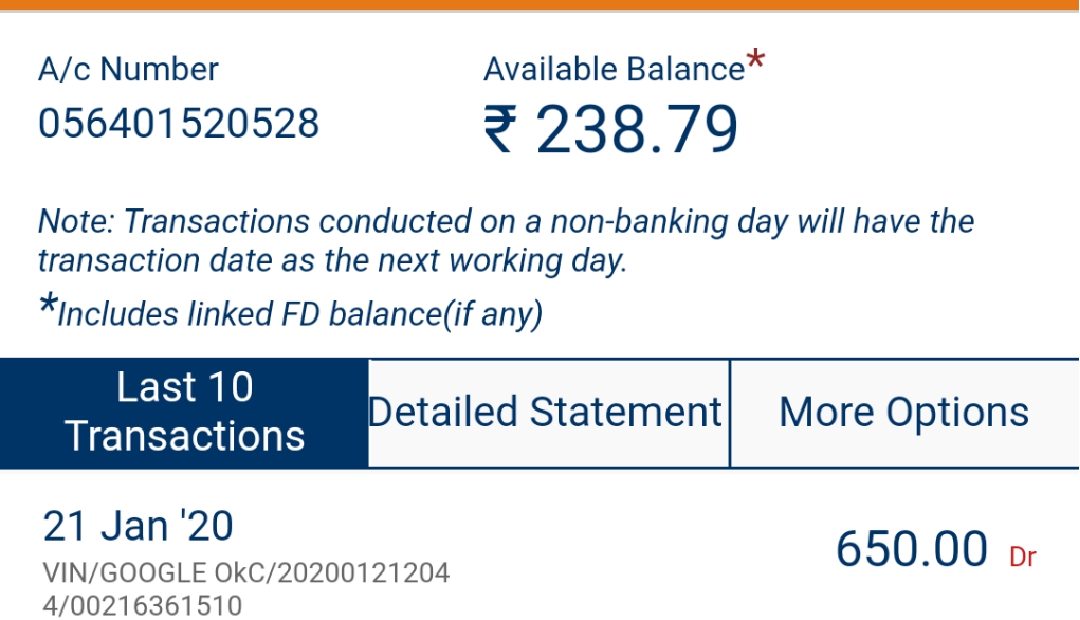 A/c Number
Available Balance*
056401520528
₹ 238.79
Note: Transactions conducted on a non-banking day will have the
transaction date as the next working day.
*Includes linked FD balance(if any)
Last 10
Transactions
Detailed Statement
More Options
21 Jan '20
650.00 Dr
VIN/GOOGLE OkC/20200121204
4/00216361510